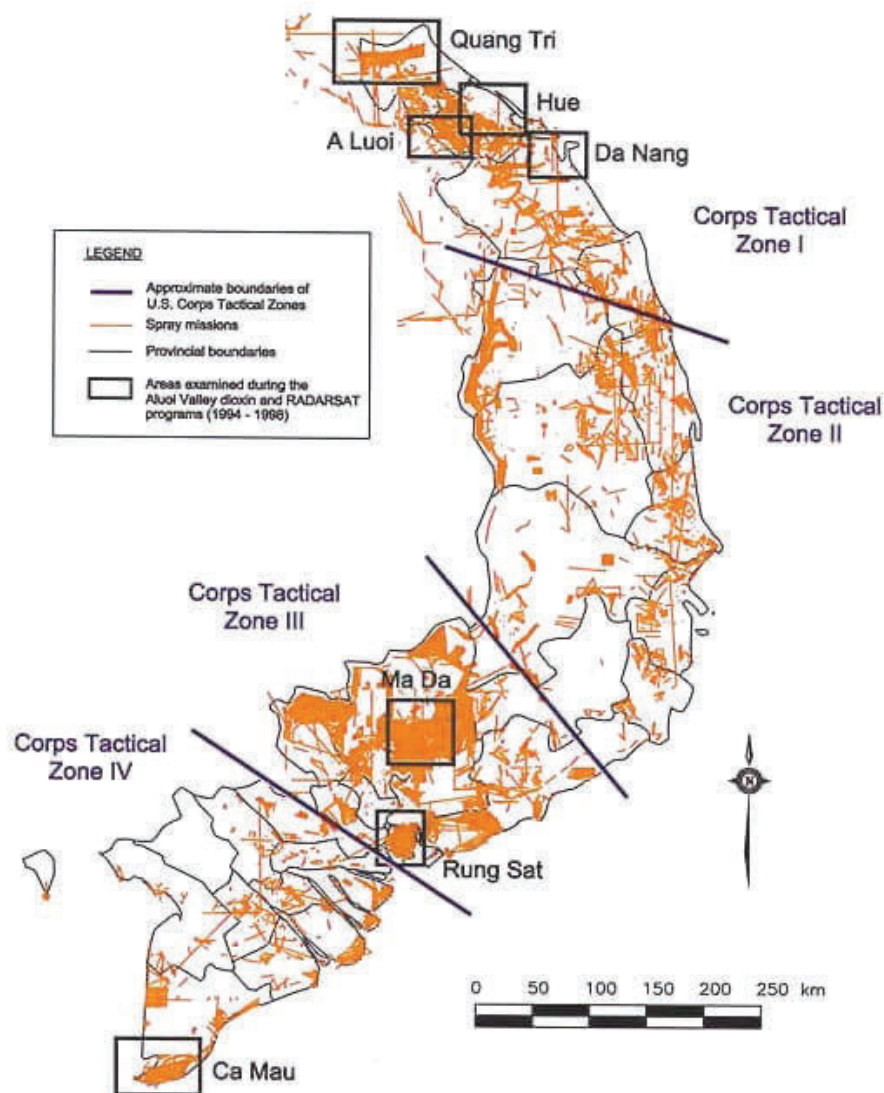 Quang Tri
Hue
A Luoi
Da Nang
Corps Tactical
Zone I
LEGEND
Approximate boundaries of
U.S. Corps Tactical Zones
Spray missions
Provincial boundaries
Areas examined during the
Aluoi Valley dioxin and RADARSAT
programs (1994 - 1998)
Corps Tactical
Zone II
Corps Tactical
Zone III
Ma Da
Corps Tactical
Zone IV
N
Rung Sat
0 50 100 150 200 250 km
Ca Mau